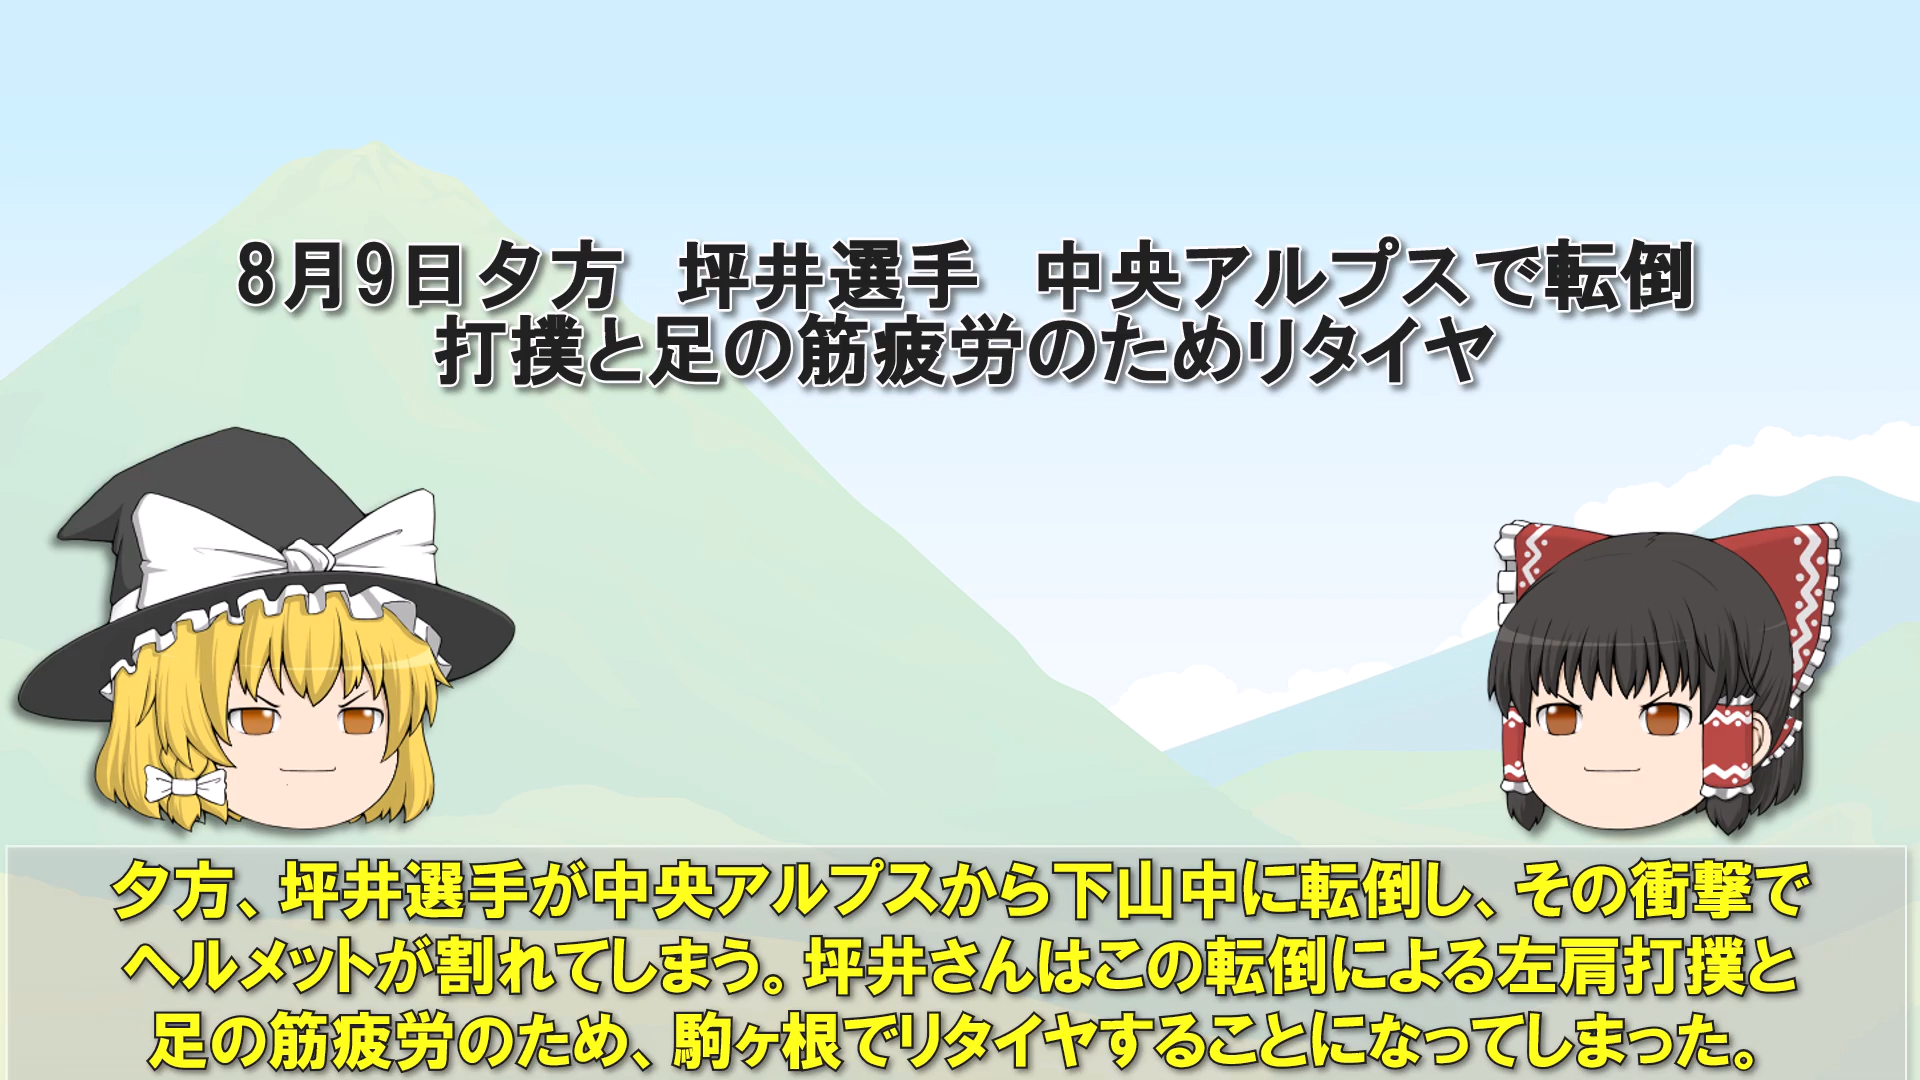 8月9日夕方　坪井選手　中央アルプスで転倒
打撲と足の筋疲労のためリタイヤ
夕方、坪井選手が中央アルプスから下山中に転倒し、その衝撃で
ヘルメットが割れてしまう。坪井さんはこの転倒による左肩打撲と
足の筋疲労のため、駒ヶ根でリタイヤすることになってしまった。